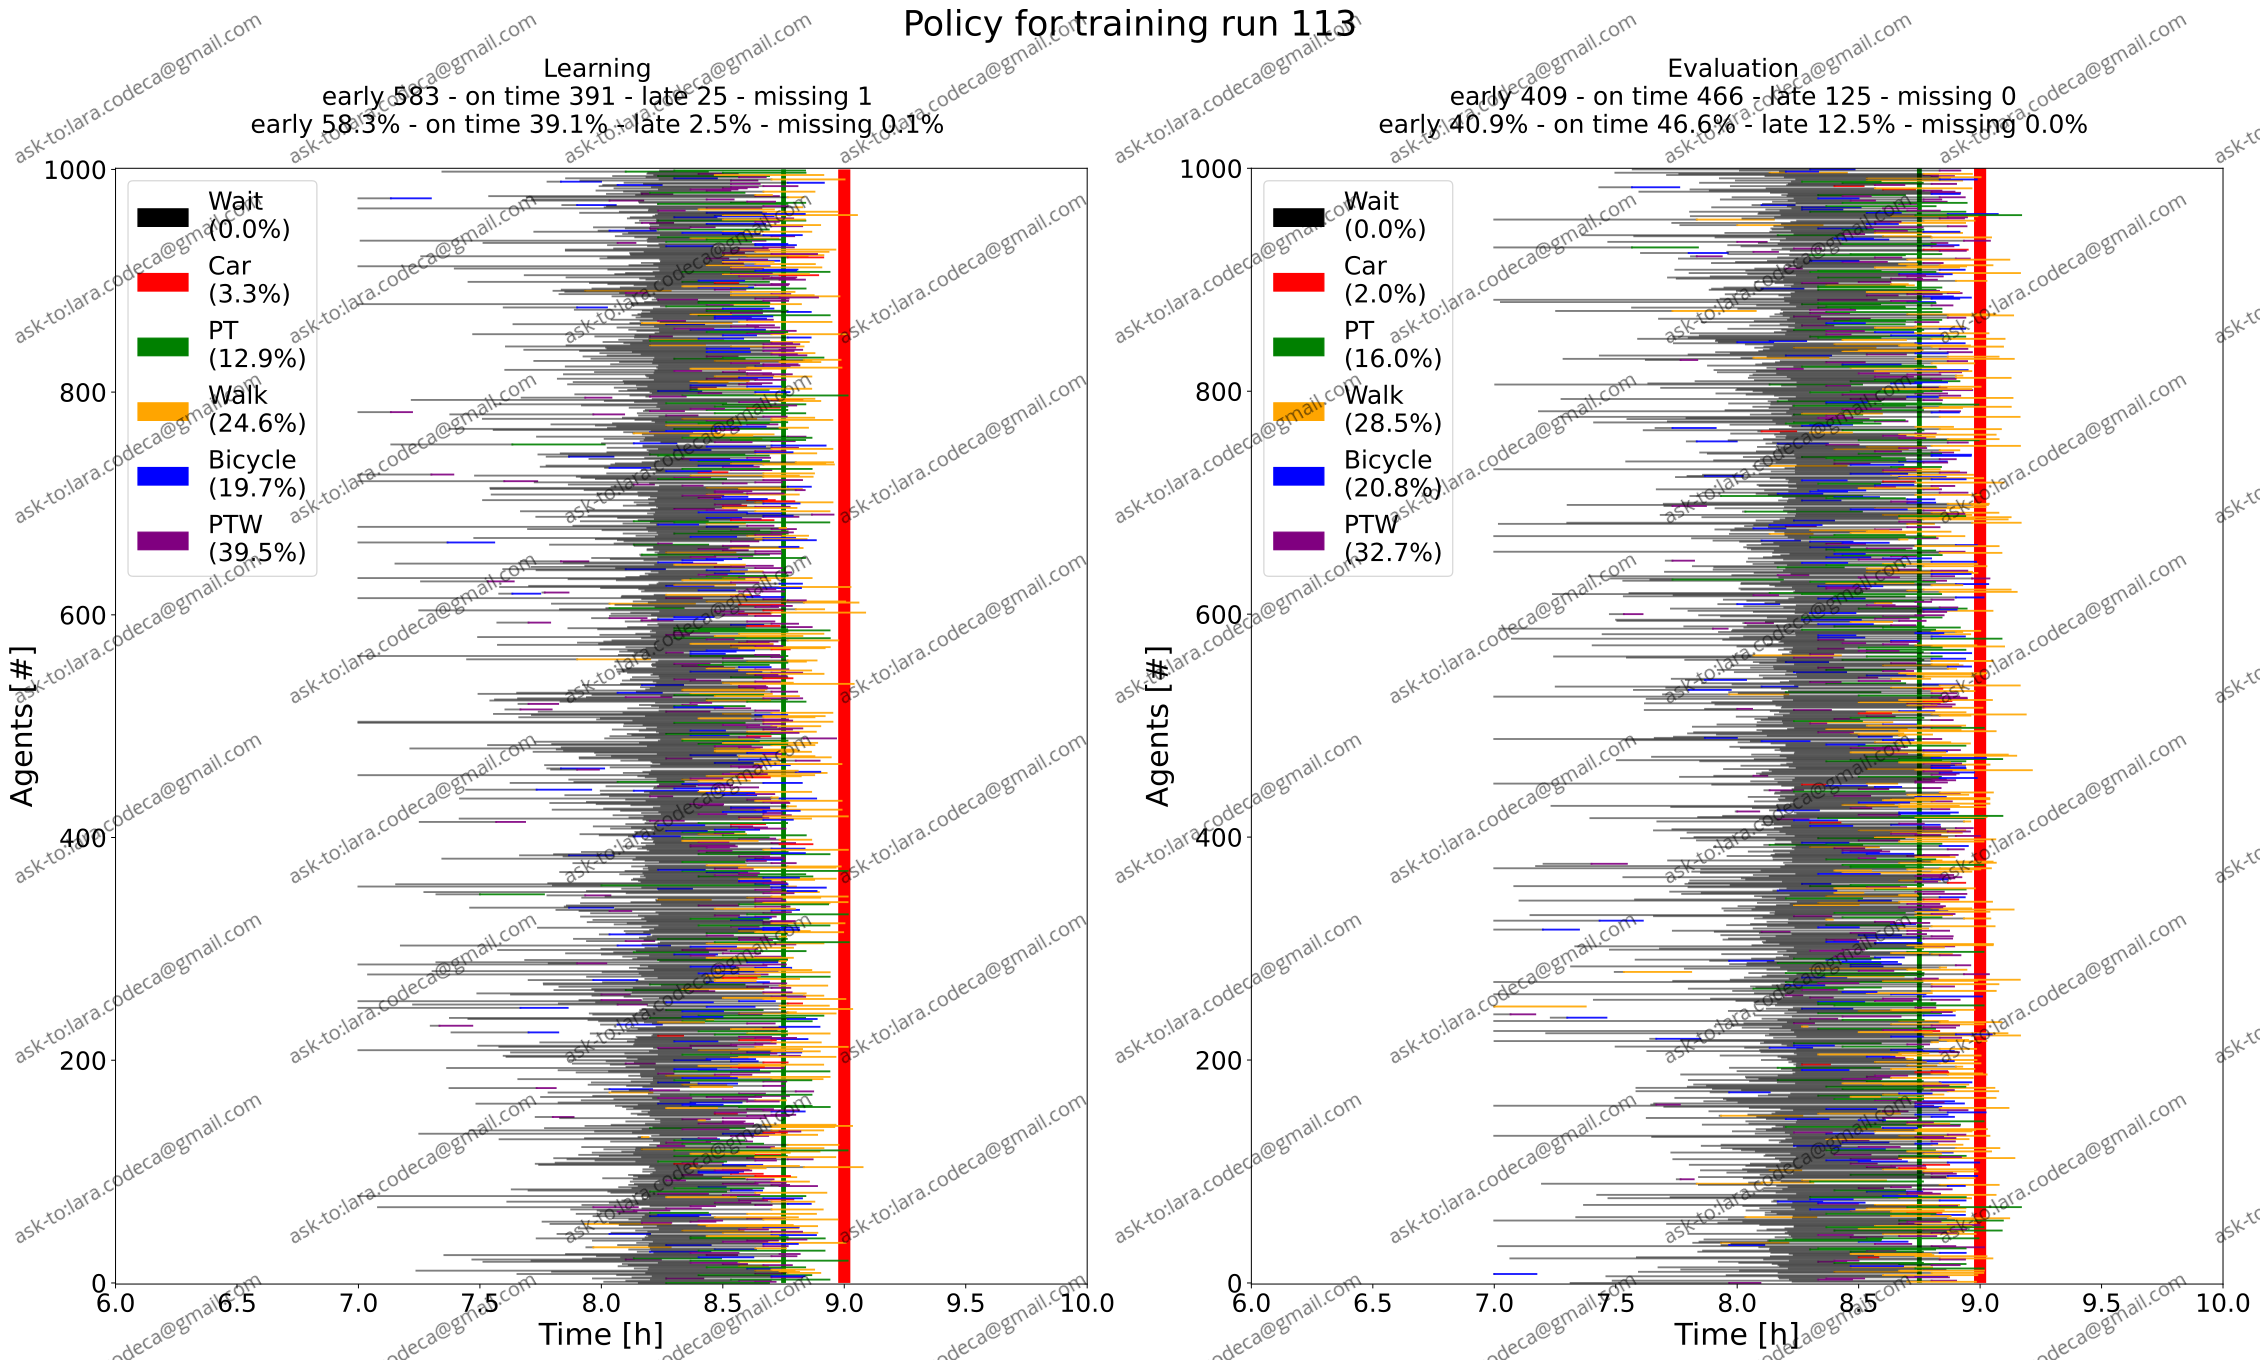 Policy for training run 113
Learning
early 583 - on time 391 - late 25 - missing 1
early 58.3% - on time 39.1% - late 2.5% - missing 0.1%
1000
800
600
400
200
0
Agents [#]
Wait
(0.0%)
Car
(3.3%)
PT
(12.9%)
Walk
(24.6%)
Bicycle
(19.7%)
PTW
(39.5%)
6.0 6.5 7.0 7.5 8.0 8.5 9.0 9.5 10.0
Time [h]
Evaluation
early 409 - on time 466 - late 125 - missing 0
early 40.9% - on time 46.6% - late 12.5% - missing 0.0%
1000
800
600
400
200
0
Agents [#]
Wait
(0.0%)
Car
(2.0%)
PT
(16.0%)
Walk
(28.5%)
Bicycle
(20.8%)
PTW
(32.7%)
6.0 6.5 7.0 7.5 8.0 8.5 9.0 9.5 10.0
Time [h]
ask-to:lara.codeca@gmail.com